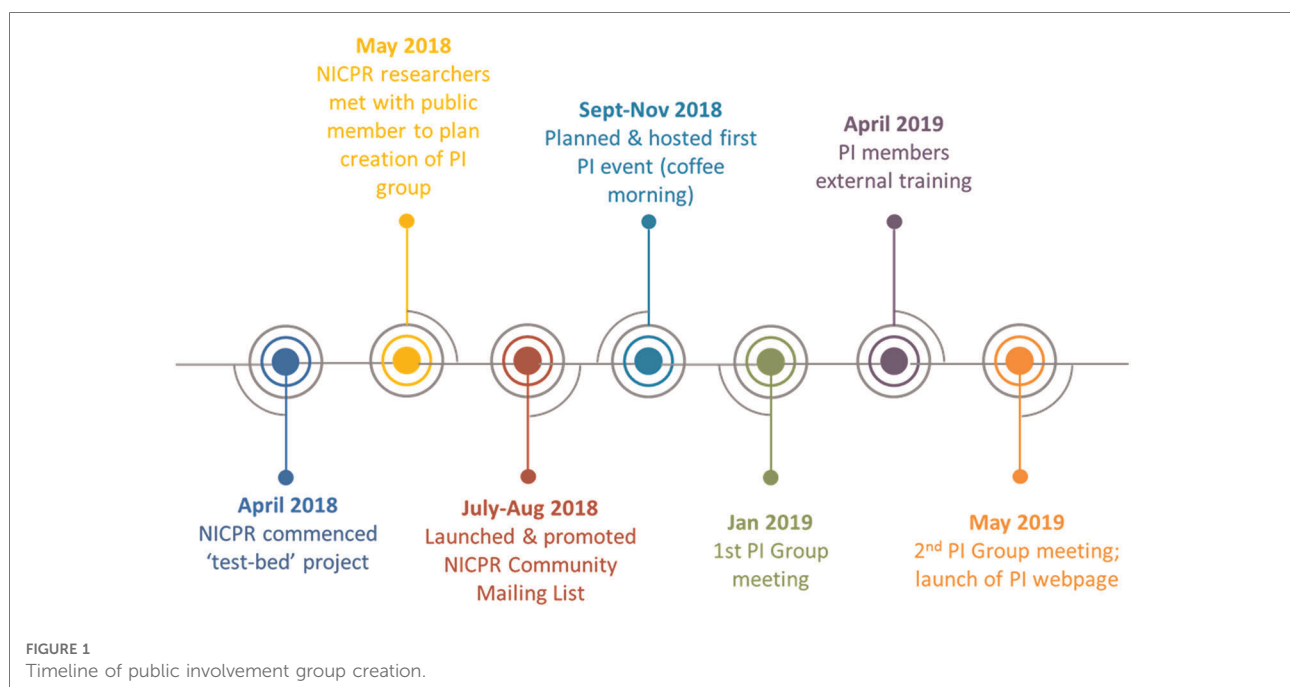 May 2018
NICPR researchers
met with public
member to plan
creation of PI
group
Sept-Nov 2018
Planned & hosted first
PI event (coffee
morning)
April 2019
PI members
external training
April 2018
NICPR commenced
‘test-bed’ project
July-Aug 2018
Launched & promoted
NICPR Community
Mailing List
Jan 2019
1st PI Group
meeting
May 2019
2nd PI Group meeting;
launch of PI webpage
FIGURE 1
Timeline of public involvement group creation.